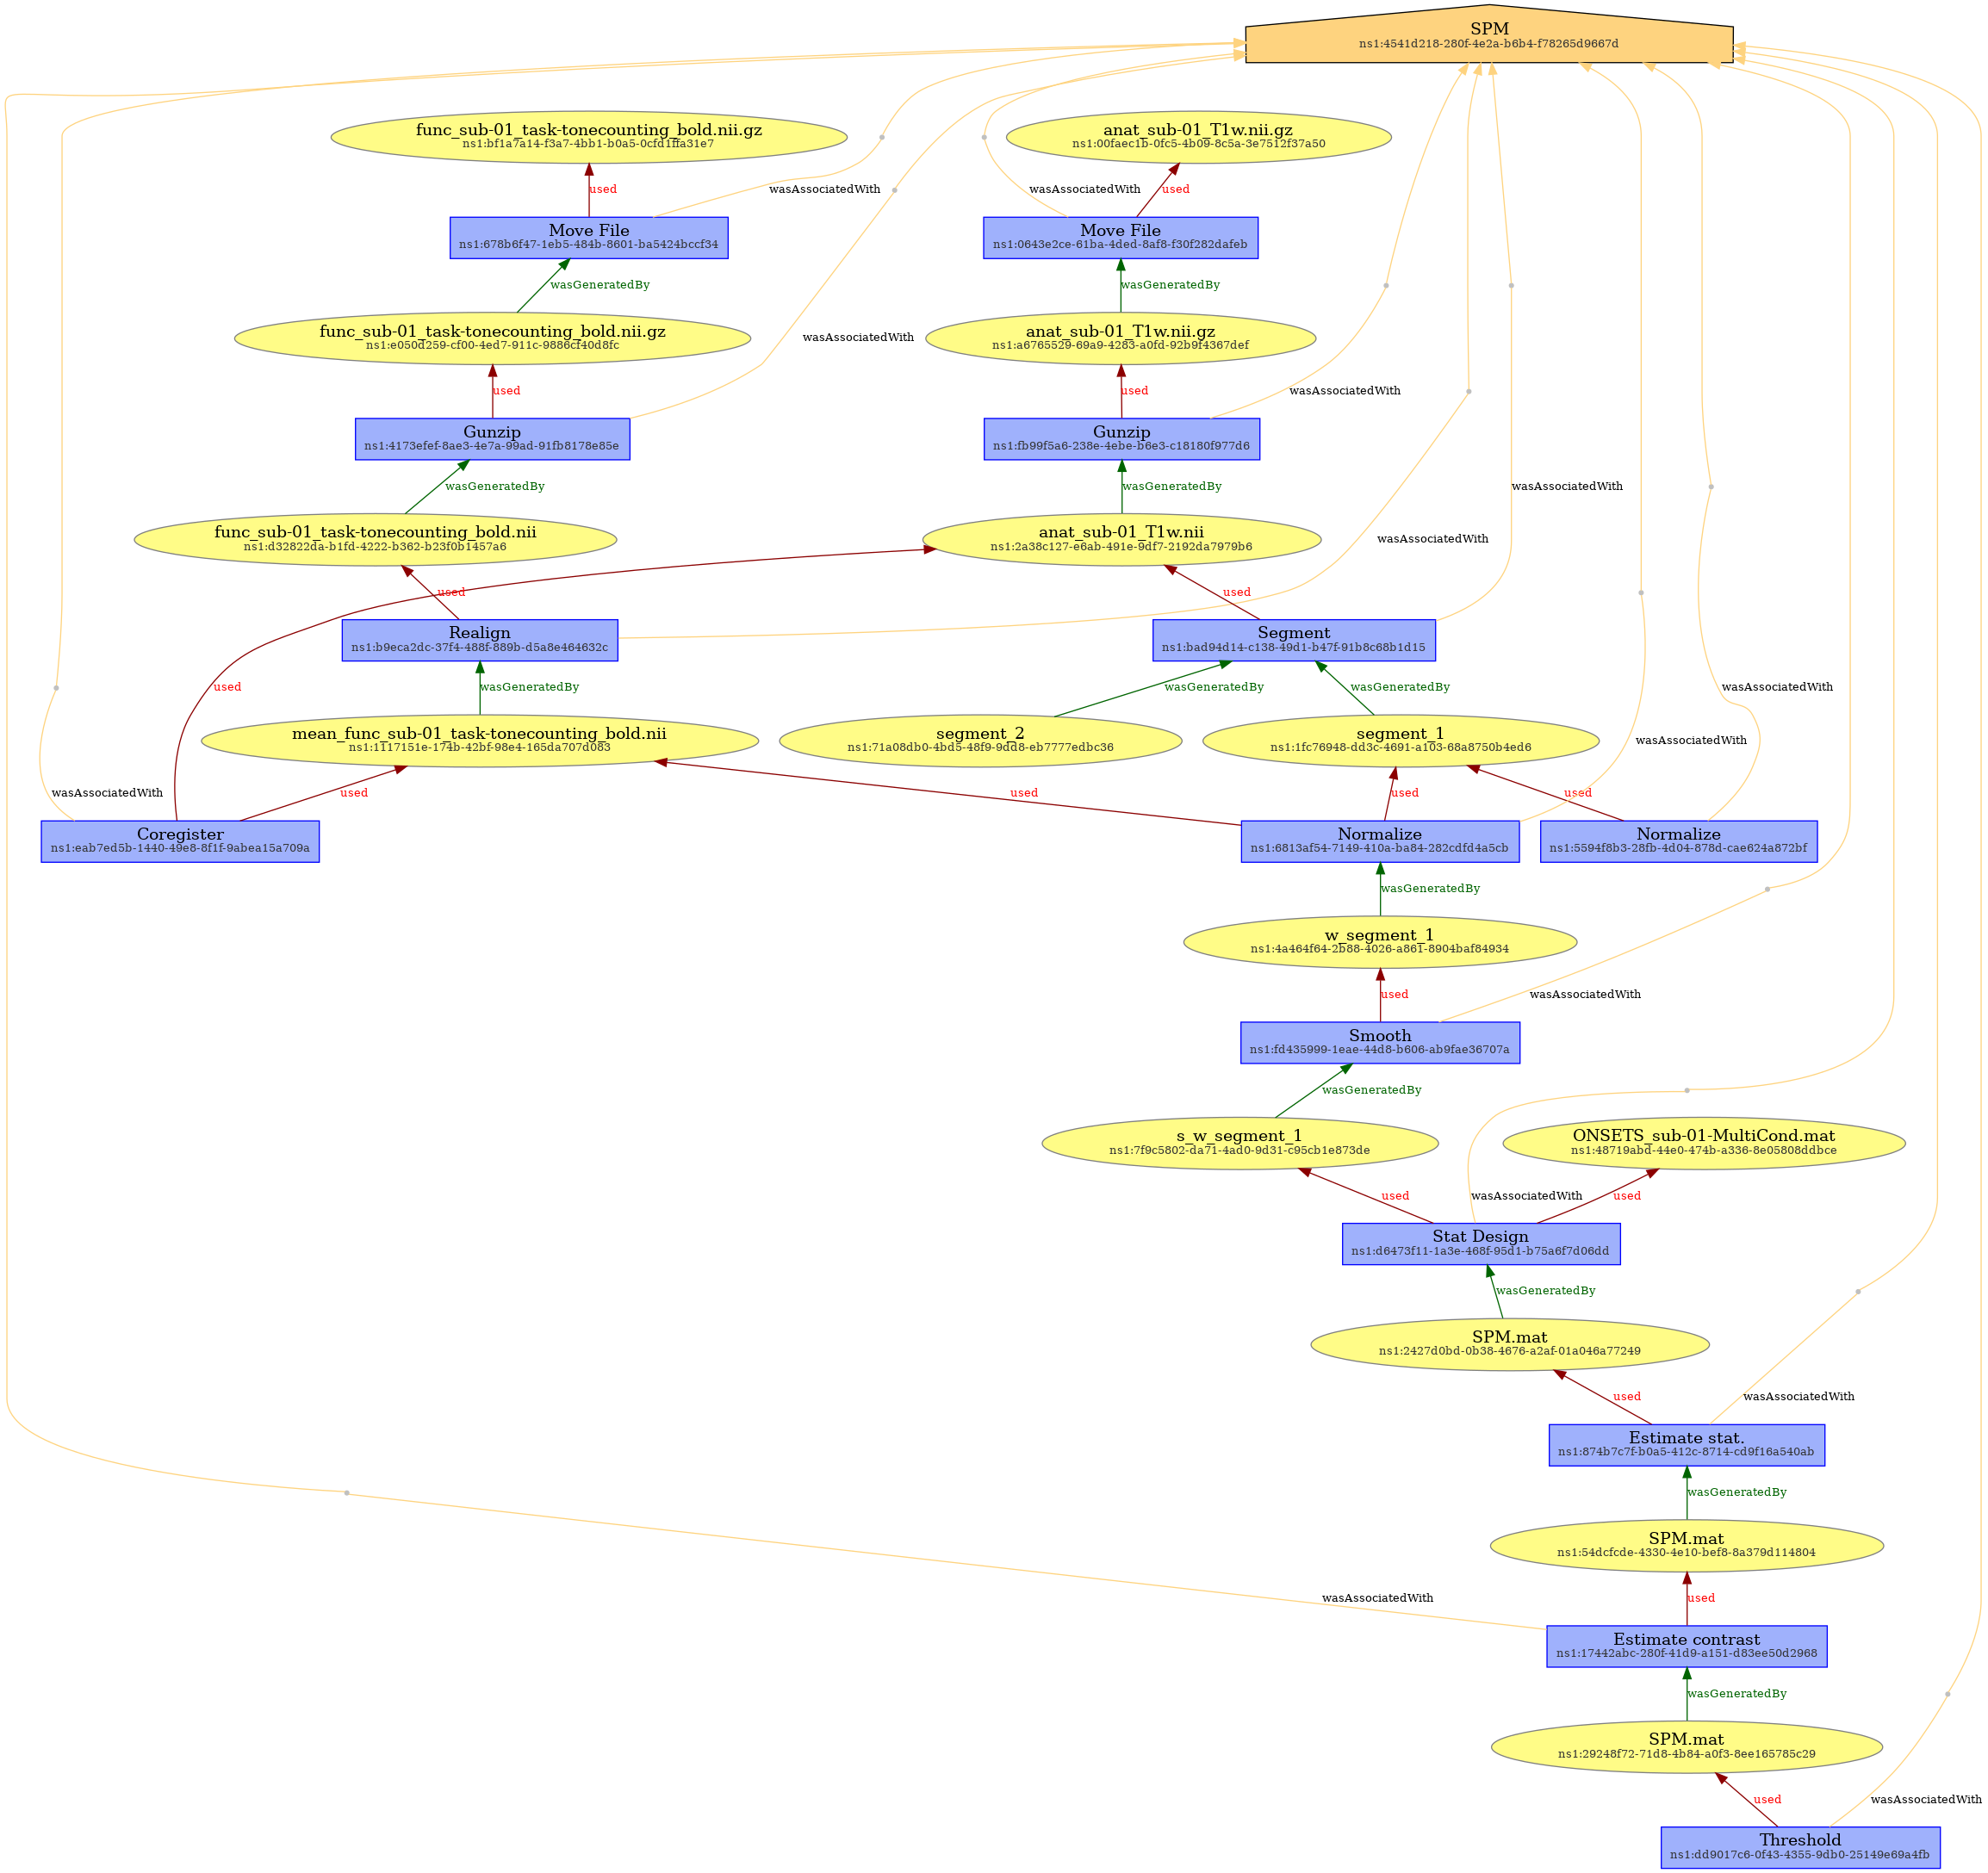 SPM
ns1:4541d218-280f-4e2a-b6b4-f78265d9667d
func_sub-01_task-tonecounting_bold.nii.gz
ns1:bf1a7a14-f3a7-4bb1-b0a5-0cfd1ffa31e7
anat_sub-01_T1w.nii.gz
ns1:00faec1b-0fc5-4b09-8c5a-3e7512f37a50
used
wasAssociatedWith
wasAssociatedWith
used
Move File
ns1:678b6f47-1eb5-484b-8601-ba5424bccf34
Move File
ns1:0643e2ce-61ba-4ded-8af8-f30f282dafeb
wasGeneratedBy
wasGeneratedBy
func_sub-01_task-tonecounting_bold.nii.gz
ns1:e050d259-cf00-4ed7-911c-9886cf40d8fc
wasAssociatedWith
anat_sub-01_T1w.nii.gz
ns1:a6765529-69a9-4283-a0fd-92b9f4367def
used
used
wasAssociatedWith
Gunzip
ns1:4173efef-8ae3-4e7a-99ad-91fb8178e85e
Gunzip
ns1:fb99f5a6-238e-4ebe-b6e3-c18180f977d6
wasGeneratedBy
wasGeneratedBy
wasAssociatedWith
func_sub-01_task-tonecounting_bold.nii
ns1:d32822da-b1fd-4222-b362-b23f0b1457a6
anat_sub-01_T1w.nii
ns1:2a38c127-e6ab-491e-9df7-2192da7979b6
wasAssociatedWith
used
used
Realign
ns1:b9eca2dc-37f4-488f-889b-d5a8e464632c
Segment
ns1:bad94d14-c138-49d1-b47f-91b8c68b1d15
used
wasGeneratedBy
wasGeneratedBy
wasGeneratedBy
wasAssociatedWith
mean_func_sub-01_task-tonecounting_bold.nii
ns1:1117151e-174b-42bf-98e4-165da707d083
segment_2
ns1:71a08db0-4bd5-48f9-9dd8-eb7777edbc36
segment_1
ns1:1fc76948-dd3c-4691-a103-68a8750b4ed6
wasAssociatedWith
wasAssociatedWith
used
used
used
used
Coregister
ns1:eab7ed5b-1440-49e8-8f1f-9abea15a709a
Normalize
ns1:6813af54-7149-410a-ba84-282cdfd4a5cb
Normalize
ns1:5594f8b3-28fb-4d04-878d-cae624a872bf
wasGeneratedBy
w_segment_1
ns1:4a464f64-2b88-4026-a861-8904baf84934
used
wasAssociatedWith
Smooth
ns1:fd435999-1eae-44d8-b606-ab9fae36707a
wasGeneratedBy
s_w_segment_1
ns1:7f9c5802-da71-4ad0-9d31-c95cb1e873de
ONSETS_sub-01-MultiCond.mat
ns1:48719abd-44e0-474b-a336-8e05808ddbce
used
wasAssociatedWith
used
Stat Design
ns1:d6473f11-1a3e-468f-95d1-b75a6f7d06dd
wasGeneratedBy
SPM.mat
ns1:2427d0bd-0b38-4676-a2af-01a046a77249
used
wasAssociatedWith
Estimate stat.
ns1:874b7c7f-b0a5-412c-8714-cd9f16a540ab
wasGeneratedBy
SPM.mat
ns1:54dcfcde-4330-4e10-bef8-8a379d114804
wasAssociatedWith
used
Estimate contrast
ns1:17442abc-280f-41d9-a151-d83ee50d2968
wasGeneratedBy
SPM.mat
ns1:29248f72-71d8-4b84-a0f3-8ee165785c29
used
wasAssociatedWith
Threshold
ns1:dd9017c6-0f43-4355-9db0-25149e69a4fb